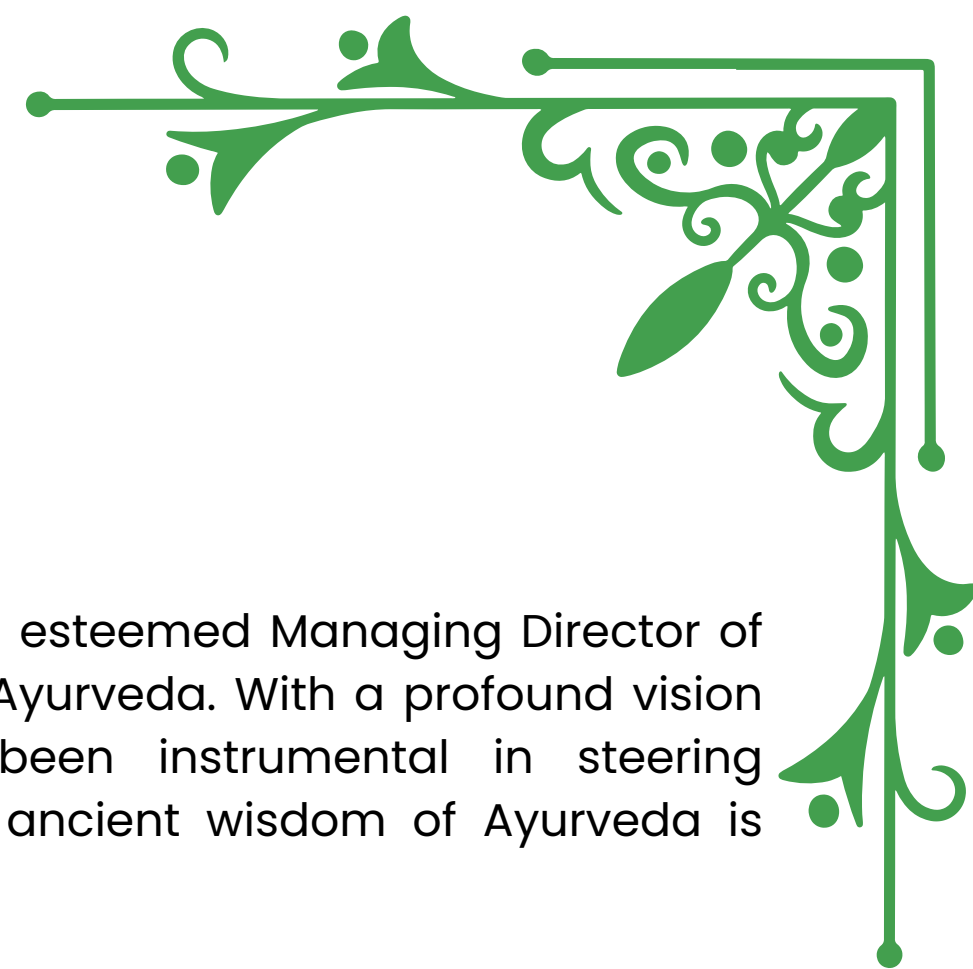 esteemed Managing Director of
Ayurveda. With a profound vision
been instrumental in steering
ancient wisdom of Ayurveda is